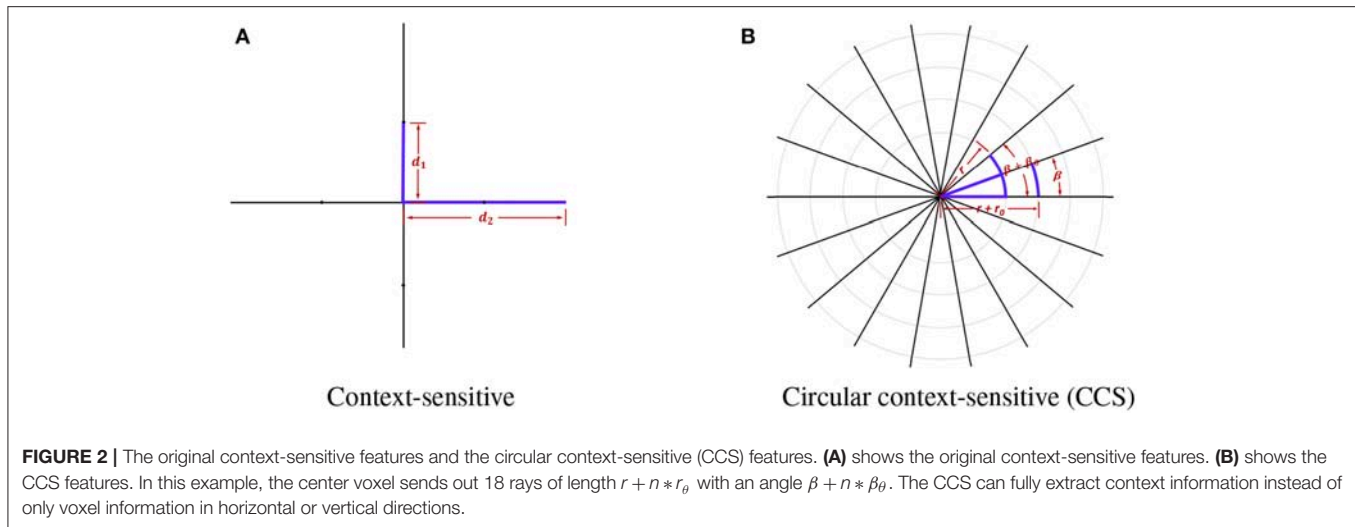 A
B
d₁
d₂
r
β + β₀
β
r + r₀
Context-sensitive
Circular context-sensitive (CCS)
FIGURE 2 | The original context-sensitive features and the circular context-sensitive (CCS) features. (A) shows the original context-sensitive features. (B) shows the
CCS features. In this example, the center voxel sends out 18 rays of length r + n ∗ rθ with an angle β + n ∗ βθ. The CCS can fully extract context information instead of
only voxel information in horizontal or vertical directions.